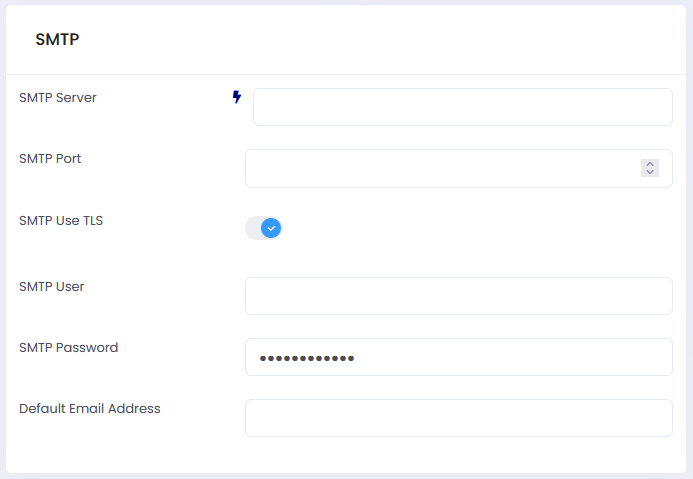 SMTP
SMTP Server
SMTP Port
SMTP Use TLS
SMTP User
SMTP Password
••••••••••••
Default Email Address